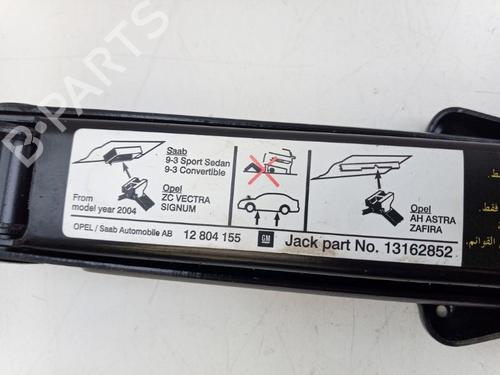 Saab
9-3 Sport Sedan
9-3 Convertible
From
model year 2004
Opel
ZC VECTRA
SIGNUM
Opel
AH ASTRA
ZAFIRA
OPEL / Saab Automobile AB 12 804 155 GM Jack part No. 13162852
B-PARTS
فقط